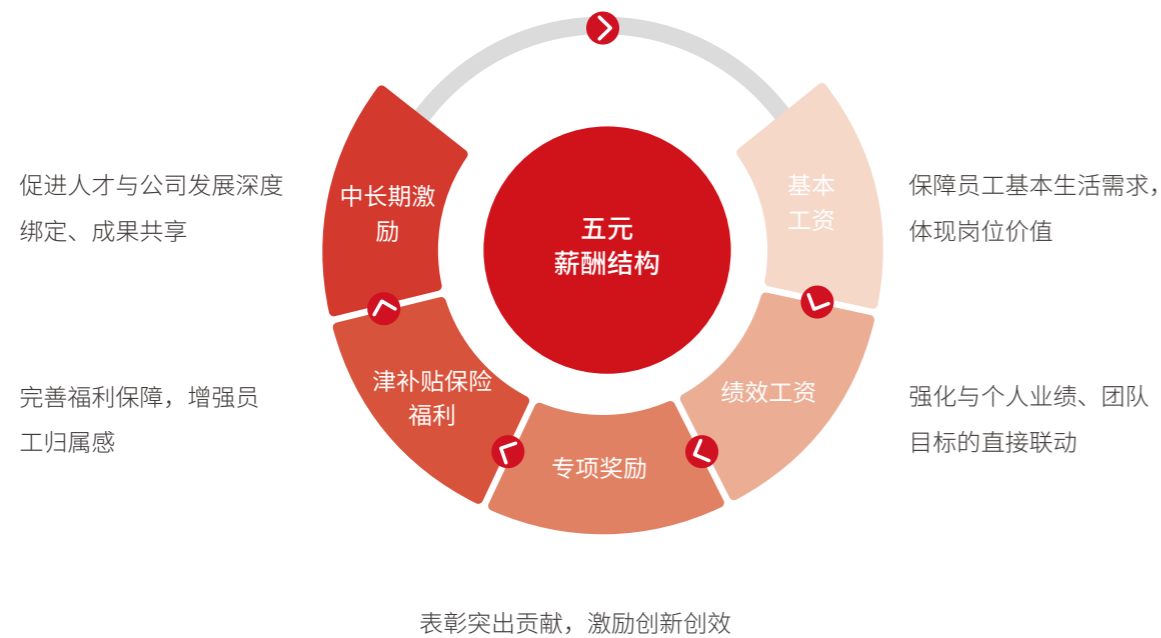 五元
薪酬结构
基本
工资
保障员工基本生活需求，
体现岗位价值
绩效工资
强化与个人业绩、团队
目标的直接联动
专项奖励
表彰突出贡献，激励创新创效
津补贴保险
福利
完善福利保障，增强员
工归属感
中长期激
励
促进人才与公司发展深度
绑定、成果共享